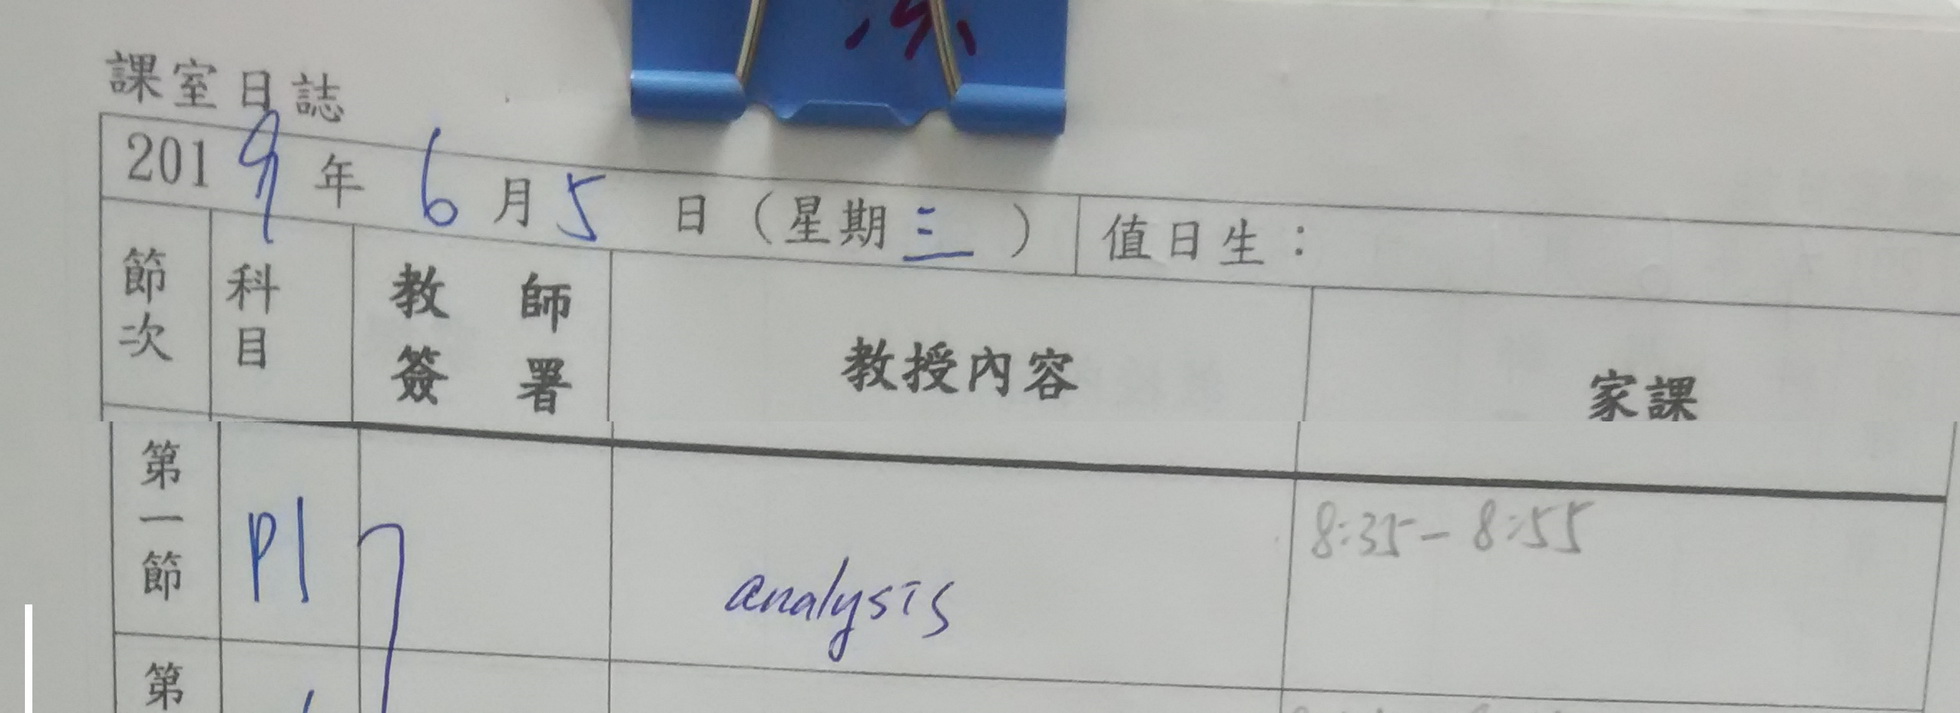 課室日誌
2019年6月5日（星期三） 值日生：
節次 科目 教師簽署 教授內容 家課
第一節 P1 analysis 8:35-8:55
第